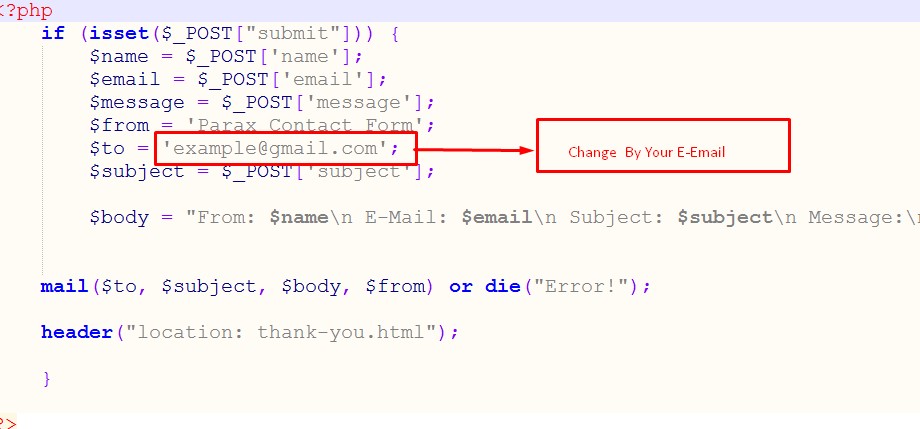 <?php
if (isset($_POST["submit"])) {
$name = $_POST['name'];
$email = $_POST['email'];
$message = $_POST['message'];
$from = 'Parax Contact Form';
$to = 'example@gmail.com';
Change By Your E-Email
$subject = $_POST['subject'];
$body = "From: $name\n E-Mail: $email\n Subject: $subject\n Message:\n
mail($to, $subject, $body, $from) or die("Error!");
header("location: thank-you.html");
}
?>